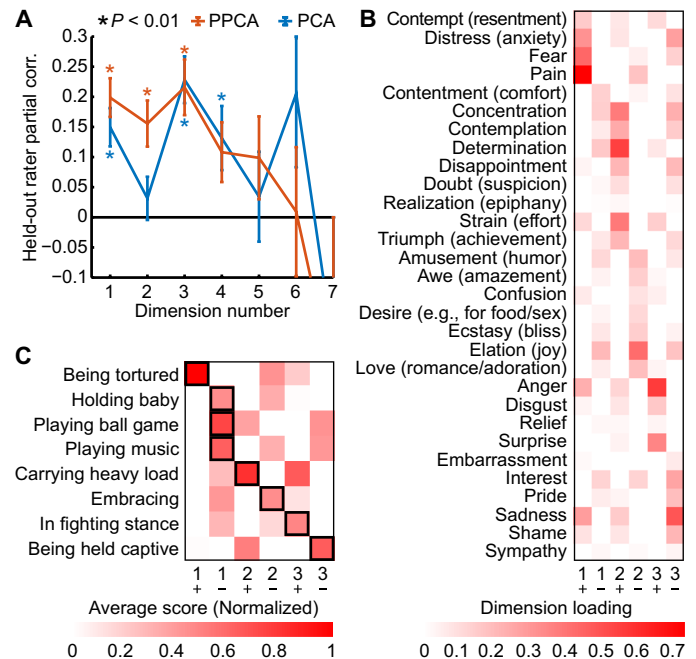 A
*P < 0.01 PPCA PCA
0.3
0.25
0.2
0.15
0.1
0.05
0
−0.05
−0.1
Held-out rater partial corr.
1 2 3 4 5 6 7
Dimension number
B
Contempt (resentment)
Distress (anxiety)
Fear
Pain
Contentment (comfort)
Concentration
Contemplation
Determination
Disappointment
Doubt (suspicion)
Realization (epiphany)
Strain (effort)
Triumph (achievement)
Amusement (humor)
Awe (amazement)
Confusion
Desire (e.g., for food/sex)
Ecstasy (bliss)
Elation (joy)
Love (romance/adoration)
Anger
Disgust
Relief
Surprise
Embarrassment
Interest
Pride
Sadness
Shame
Sympathy
1 1 2 2 3 3
+ − + − + −
Dimension loading
0 0.1 0.2 0.3 0.4 0.5 0.6 0.7
C
Being tortured
Holding baby
Playing ball game
Playing music
Carrying heavy load
Embracing
In fighting stance
Being held captive
1 1 2 2 3 3
+ − + − + −
Average score (Normalized)
0 0.2 0.4 0.6 0.8 1